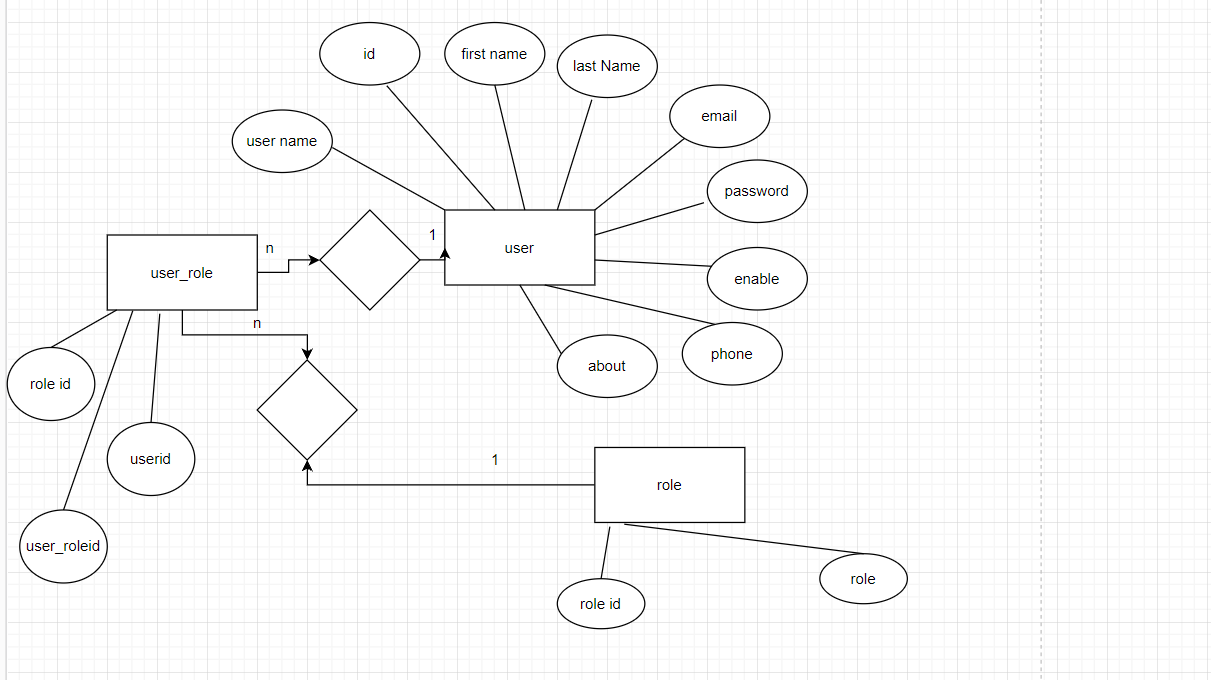 id
first name
last Name
email
user name
password
n
1
user
user_role
enable
n
phone
about
role id
userid
1
role
user_roleid
role id
role